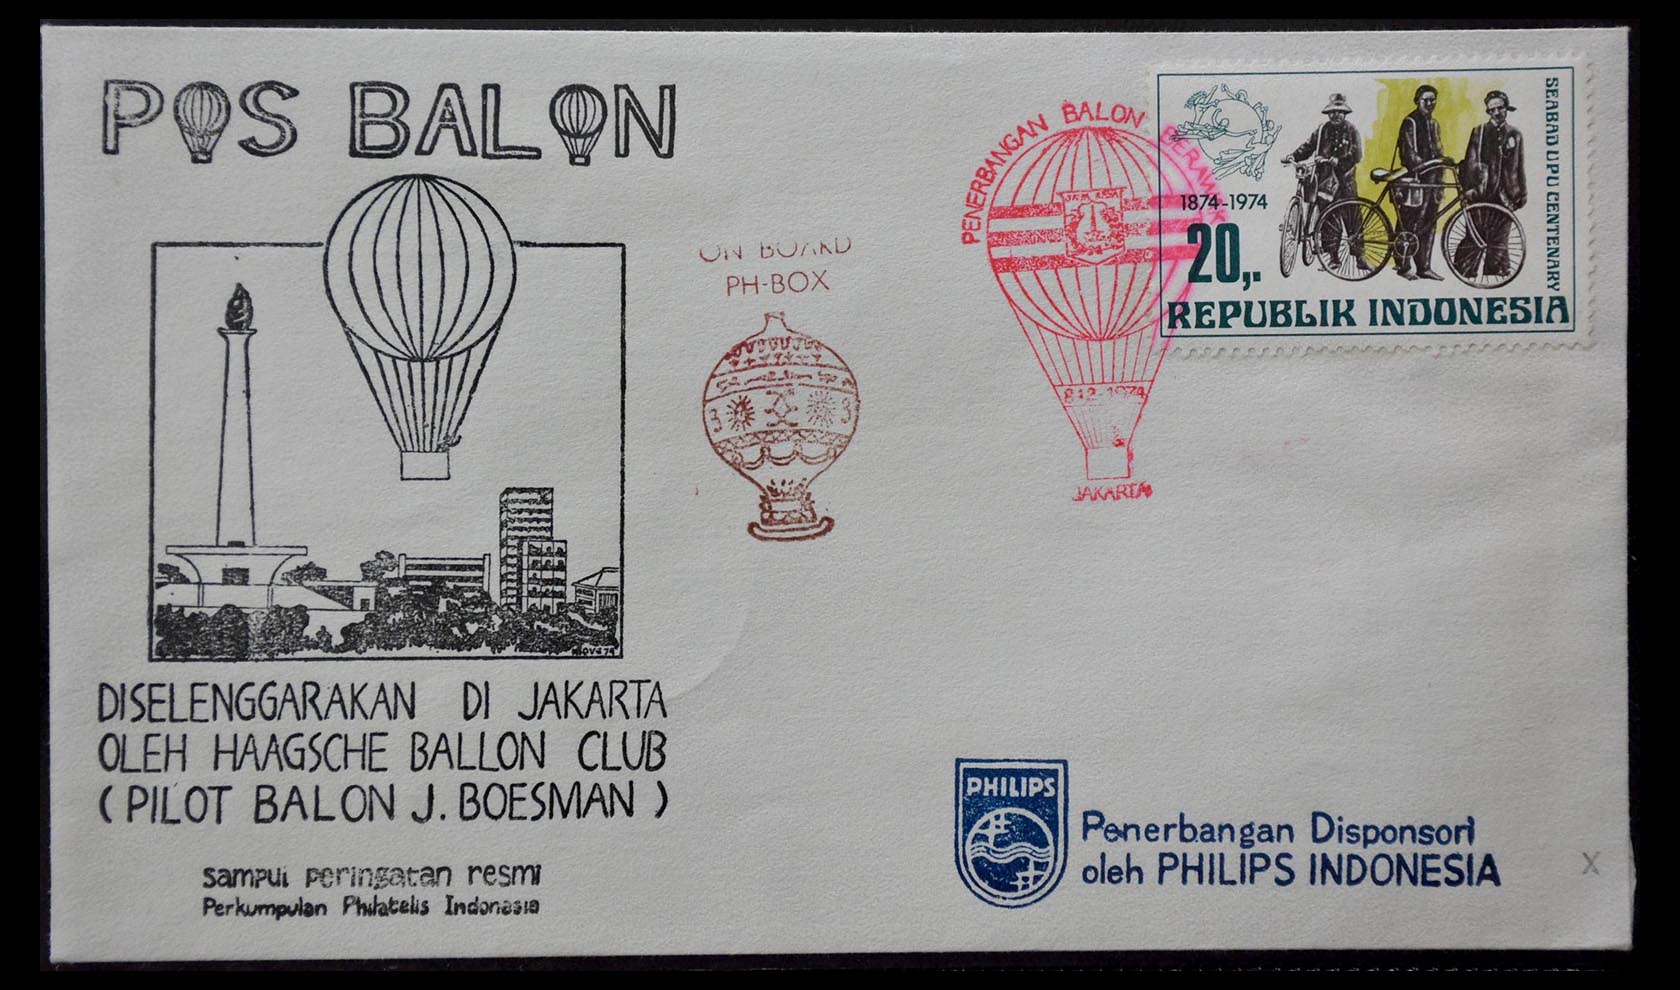 POS BALON
DISELENGGARAKAN DI JAKARTA
OLEH HAAGSCHE BALLON CLUB
(PILOT BALON J. BOESMAN)
sampul peringatan resmi
Perkumpulan Philatelis Indonesia
ON BOARD
PH-BOX
PENERBANGAN BALON
8-12-1974
JAKARTA
1874-1974
20,.
REPUBLIK INDONESIA
SEABAD UPU CENTENARY
PHILIPS
Penerbangan Disponsori
oleh PHILIPS INDONESIA
X